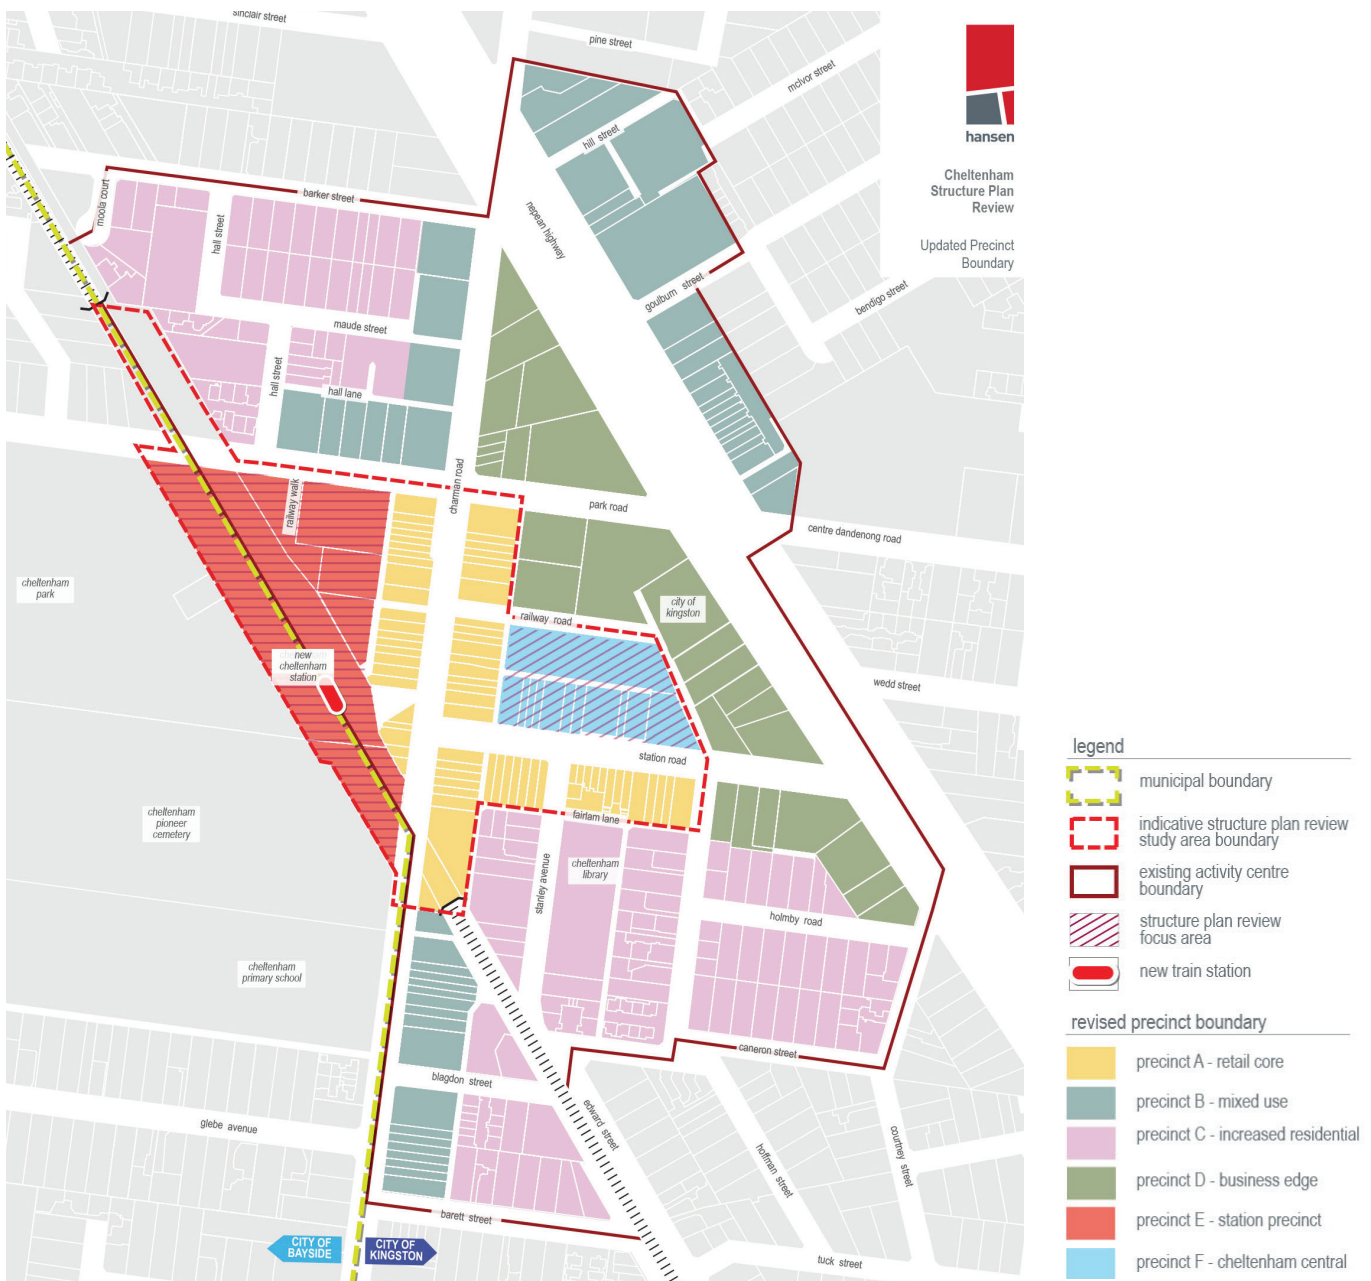 sinclair street
pine street
mcIvor street
hansen
Cheltenham
Structure Plan
Review
Updated Precinct
Boundary
hill street
moola court
barker street
hall street
nepean highway
goulburn street
bendigo street
maude street
hall street
hall lane
charman road
railway walk
park road
centre dandenong road
cheltenham
park
city of
kingston
railway road
new
cheltenham
station
wedd street
station road
cheltenham
pioneer
cemetery
fairlam lane
stanley avenue
cheltenham
library
holmby road
cheltenham
primary school
caneron street
blagdon street
edward street
glebe avenue
hoffman street
courtney street
barett street
tuck street
CITY OF
BAYSIDE
CITY OF
KINGSTON
legend
municipal boundary
indicative structure plan review
study area boundary
existing activity centre
boundary
structure plan review
focus area
new train station
revised precinct boundary
precinct A - retail core
precinct B - mixed use
precinct C - increased residential
precinct D - business edge
precinct E - station precinct
precinct F - cheltenham central